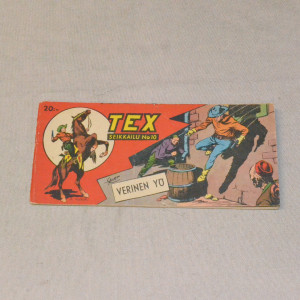 20:-
TEX
SEIKKAILU No 10
VERINEN YÖ